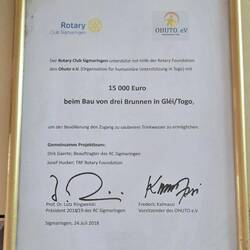 Rotary
Club Sigmaringen
OHUTO. e.V
Der Rotary Club Sigmaringen unterstützt mit Hilfe der Rotary Foundation
den Ohuto e.V. (Organisation für humanitäre Unterstützung in Togo) mit
15 000 Euro
beim Bau von drei Brunnen in Gléi/Togo,
um der Bevölkerung den Zugang zu sauberem Trinkwasser zu ermöglichen.
Gemeinsames Projektteam:
Dirk Gaerte; Beauftragter des RC Sigmaringen
Josef Hucker; TRF Rotary Foundation
Prof. Dr. Lutz Ringwelski
Frederic Kalmauz
Präsident 2018/19 des RC Sigmaringen
Vorsitzender des OHUTO. e.V.
Sigmaringen, 24.Juli 2018